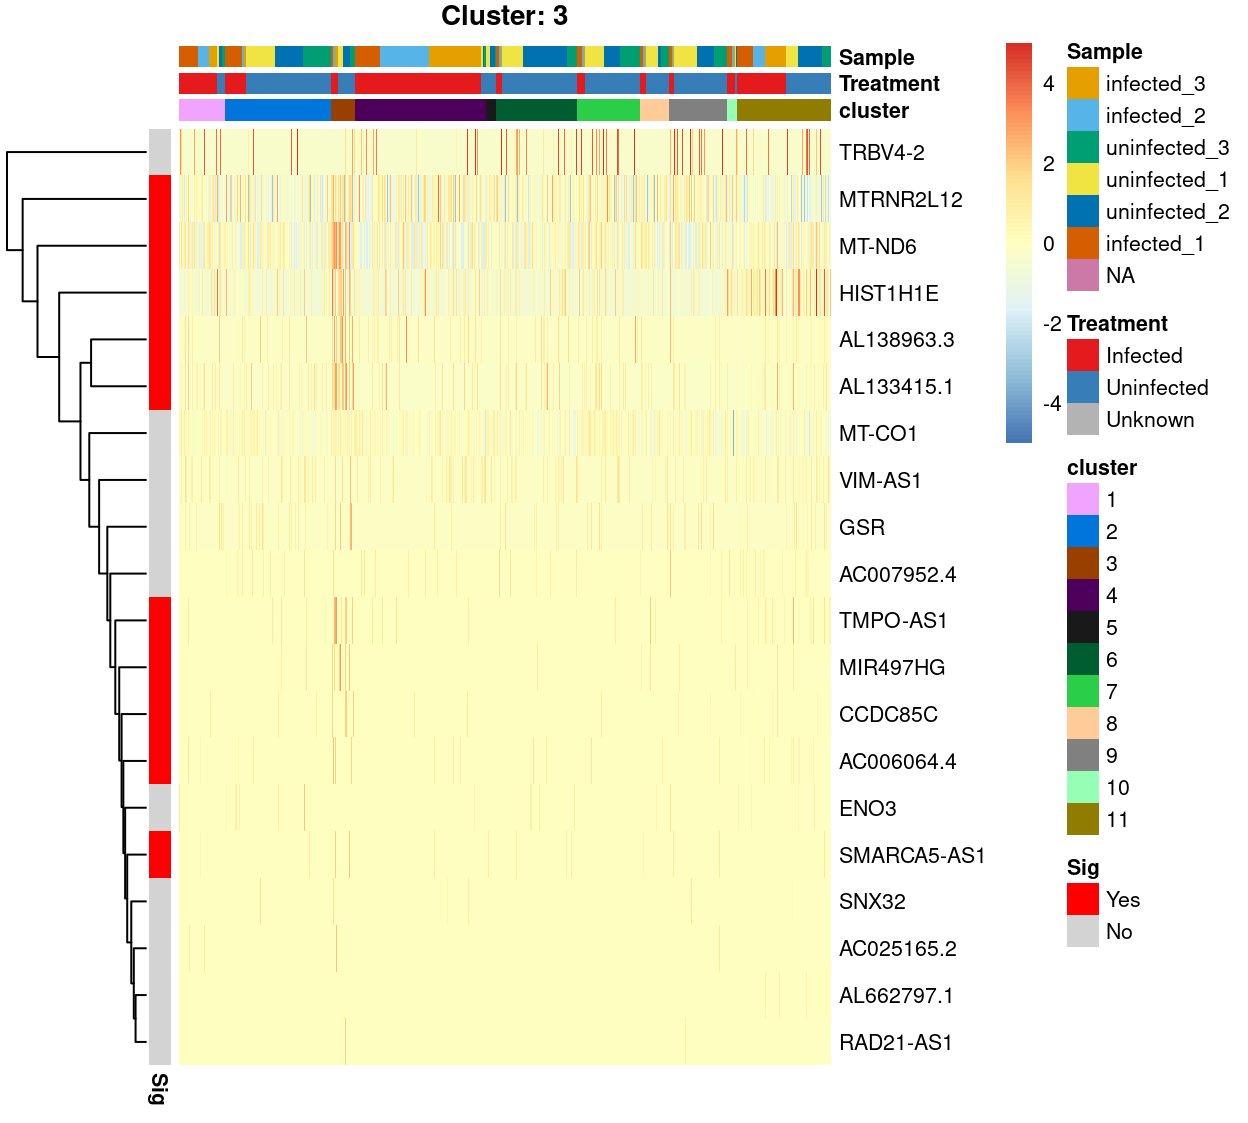 Cluster: 3
Sample
Treatment
cluster
TRBV4-2
MTRNR2L12
MT-ND6
HIST1H1E
AL138963.3
AL133415.1
MT-CO1
VIM-AS1
GSR
AC007952.4
TMPO-AS1
MIR497HG
CCDC85C
AC006064.4
ENO3
SMARCA5-AS1
SNX32
AC025165.2
AL662797.1
RAD21-AS1
Sig
4
2
0
-2
-4
Sample
infected_3
infected_2
uninfected_3
uninfected_1
uninfected_2
infected_1
NA
Treatment
Infected
Uninfected
Unknown
cluster
1
2
3
4
5
6
7
8
9
10
11
Sig
Yes
No